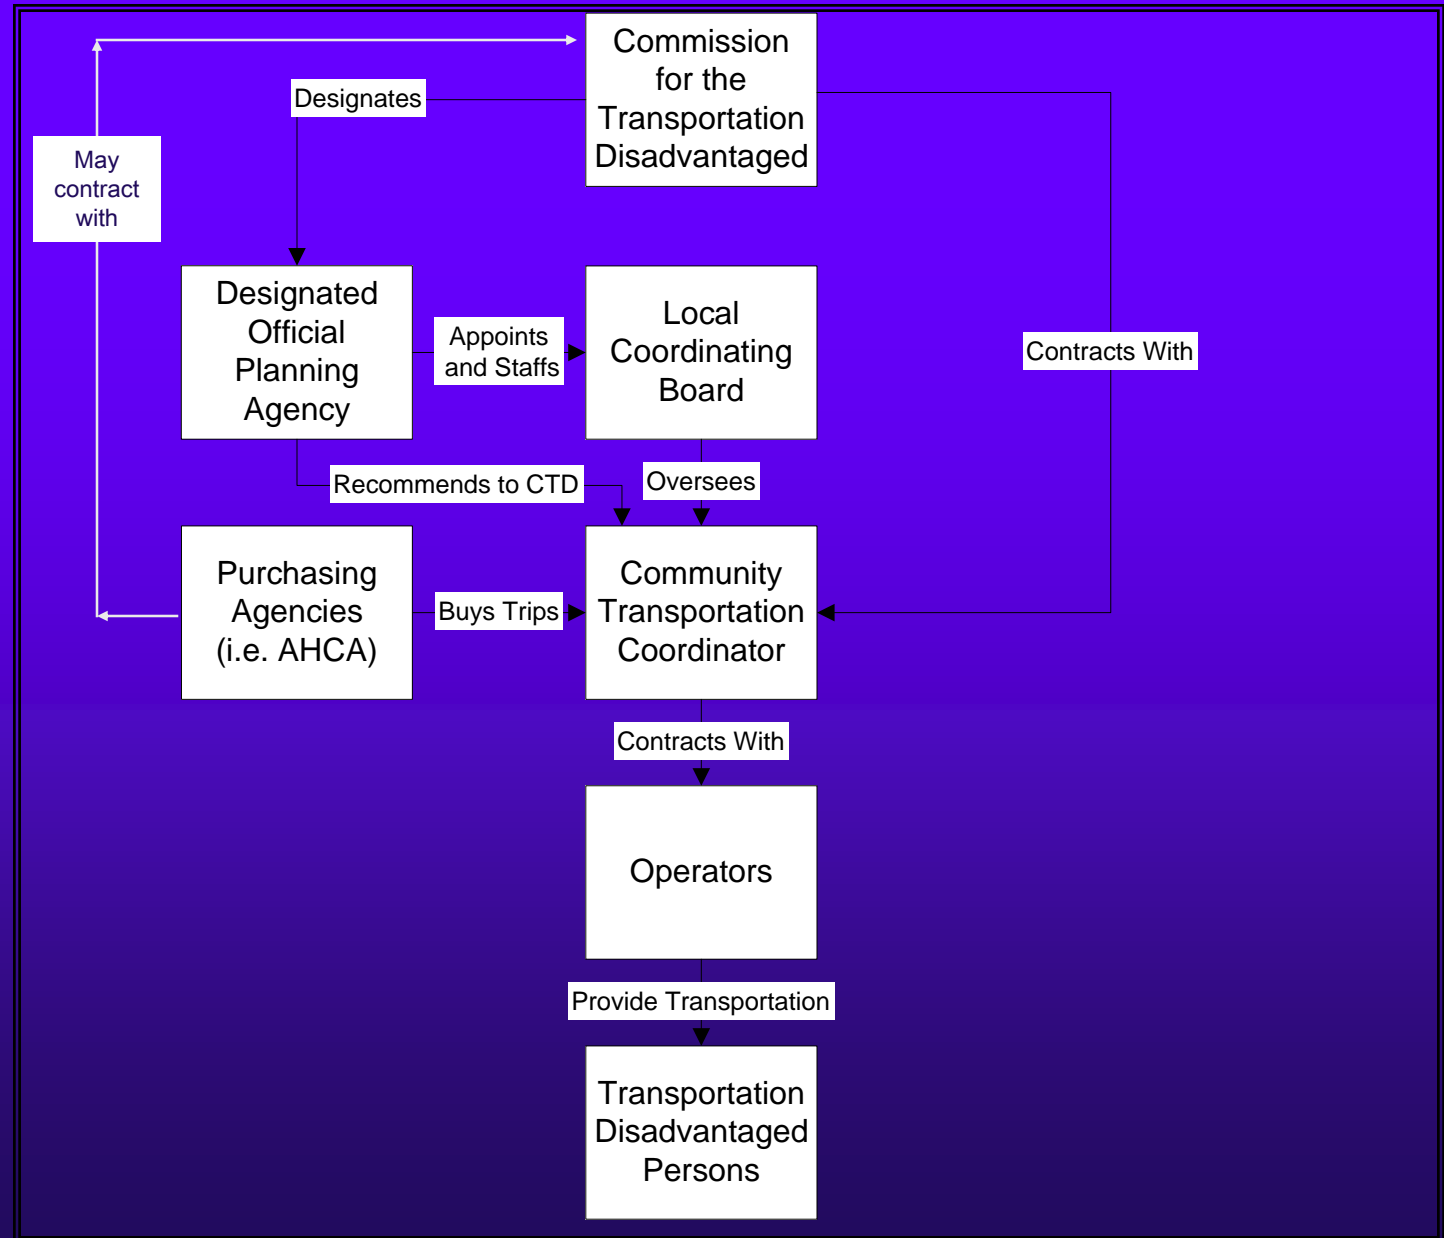 Commission
for the
Transportation
Disadvantaged
Designates
May
contract
with
Designated
Official
Planning
Agency
Appoints
and Staffs
Local
Coordinating
Board
Contracts With
Recommends to CTD
Oversees
Purchasing
Agencies
(i.e. AHCA)
Buys Trips
Community
Transportation
Coordinator
Contracts With
Operators
Provide Transportation
Transportation
Disadvantaged
Persons